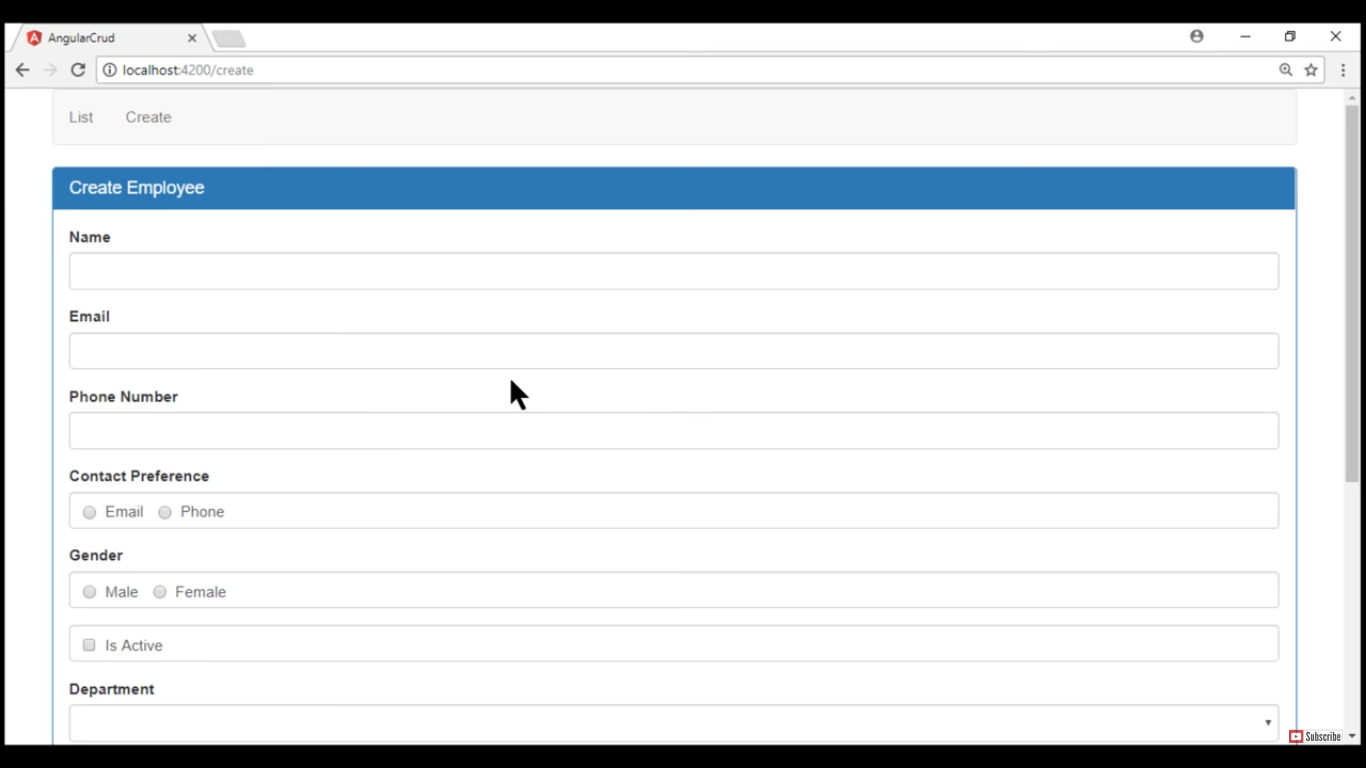 AngularCrud
localhost:4200/create
List Create
Create Employee
Name
Email
Phone Number
Contact Preference
Email Phone
Gender
Male Female
Is Active
Department
Subscribe